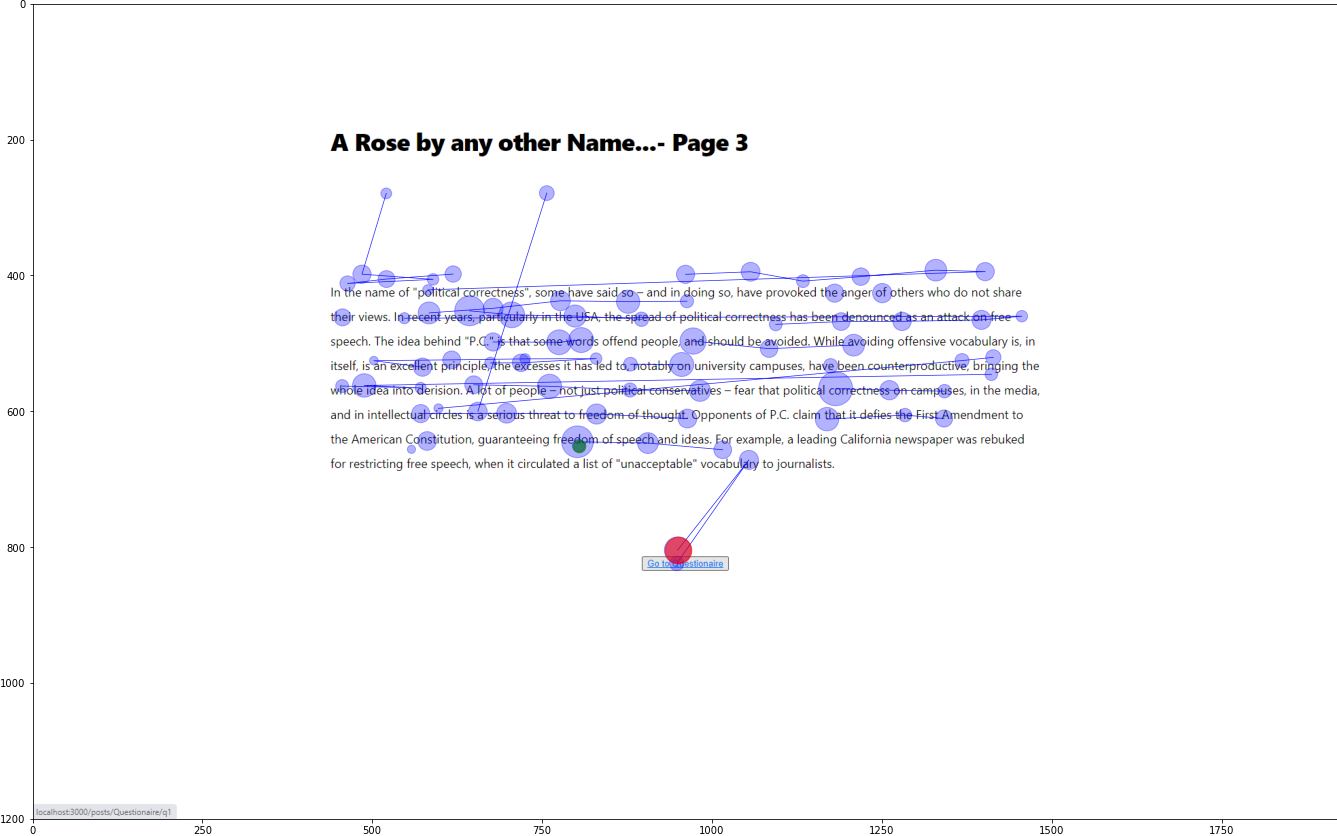 0
200
A Rose by any other Name...- Page 3
400
In the name of "political correctness", some have said so – and in doing so, have provoked the anger of others who do not share
their views. In recent years, particularly in the USA, the spread of political correctness has been denounced as an attack on free
speech. The idea behind "P.C." is that some words offend people, and should be avoided. While avoiding offensive vocabulary is, in
itself, is an excellent principle, the excesses it has led to, notably on university campuses, have been counterproductive, bringing the
whole idea into derision. A lot of people – not just political conservatives – fear that political correctness on campuses, in the media,
600
and in intellectual circles is a serious threat to freedom of thought. Opponents of P.C. claim that it defies the First Amendment to
the American Constitution, guaranteeing freedom of speech and ideas. For example, a leading California newspaper was rebuked
for restricting free speech, when it circulated a list of "unacceptable" vocabulary to journalists.
800
Go to Questionaire
1000
localhost:3000/posts/Questionaire/q1
1200
0 250 500 750 1000 1250 1500 1750